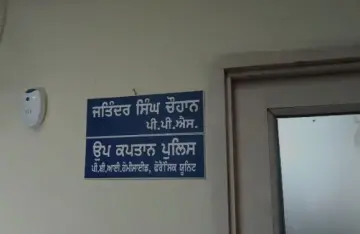 ਜਤਿੰਦਰ ਸਿੰਘ ਚੌਹਾਨ
ਪੀ.ਪੀ.ਐਸ.
ਉਪ ਕਪਤਾਨ ਪੁਲਿਸ
ਪੀ.ਬੀ.ਆਈ.ਹੋਮੀਸਾਈਡ, ਫੋਰੈਂਸਿਕ ਯੂਨਿਟ